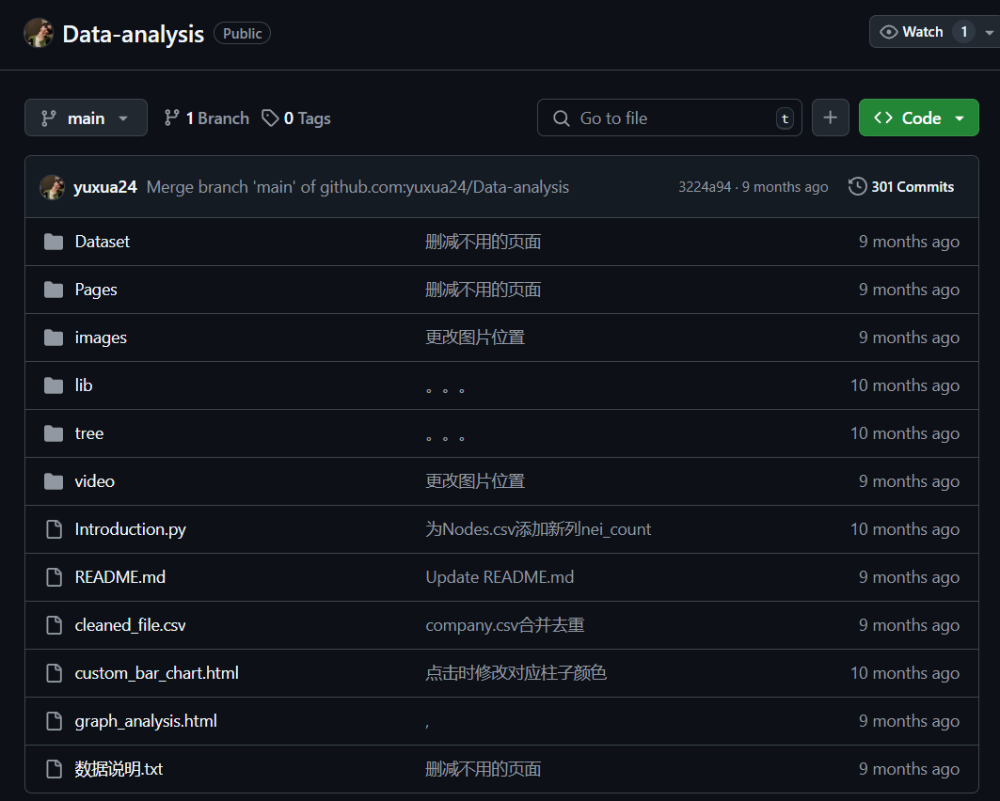 Data-analysis Public Watch 1
main 1 Branch 0 Tags Go to file t Code
yuxua24 Merge branch 'main' of github.com:yuxua24/Data-analysis 3224a94 · 9 months ago 301 Commits
Dataset 删减不用的页面 9 months ago
Pages 删减不用的页面 9 months ago
images 更改图片位置 9 months ago
lib 。。。 10 months ago
tree 。。。 10 months ago
video 更改图片位置 9 months ago
Introduction.py 为Nodes.csv添加新列nei_count 10 months ago
README.md Update README.md 9 months ago
cleaned_file.csv company.csv合并去重 9 months ago
custom_bar_chart.html 点击时修改对应柱子颜色 10 months ago
graph_analysis.html , 9 months ago
数据说明.txt 删减不用的页面 9 months ago